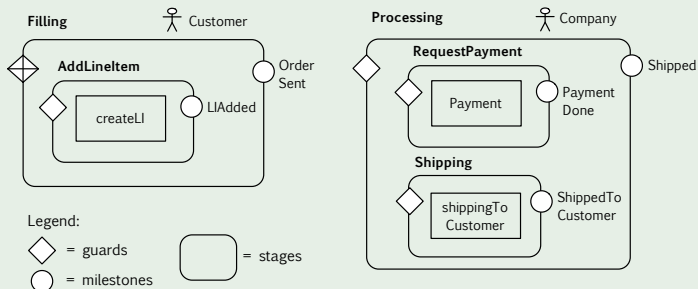 Filling
Customer
AddLineItem
Order
Sent
createLI
LIAdded
Legend:
= guards
= stages
= milestones
Processing
Company
RequestPayment
Shipped
Payment
Payment
Done
Shipping
shippingTo
Customer
ShippedTo
Customer